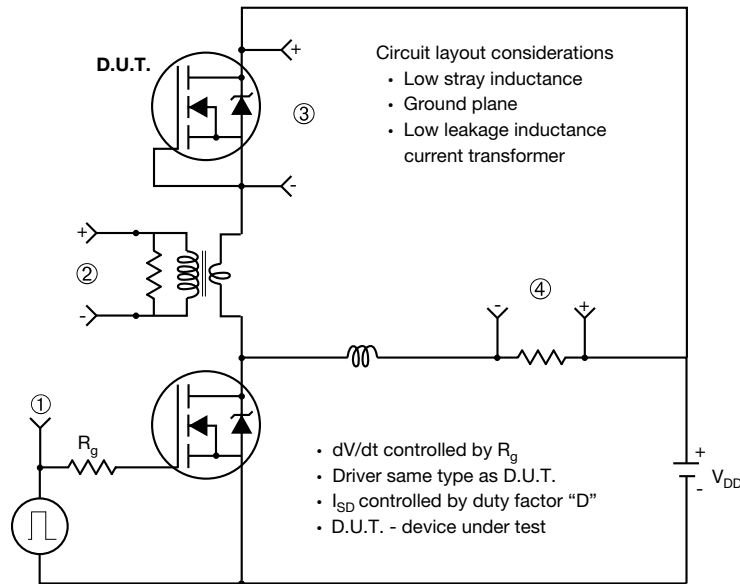 D.U.T.
+
Circuit layout considerations
• Low stray inductance
• Ground plane
• Low leakage inductance
current transformer
③
-
+
②
-
④
-
+
①
R_g
• dV/dt controlled by R_g
• Driver same type as D.U.T.
• I_SD controlled by duty factor “D”
• D.U.T. - device under test
+
V_DD
-